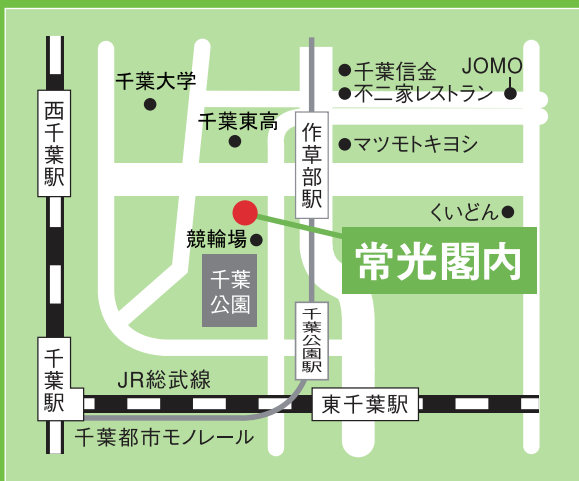 千葉大学
千葉信金
JOMO
不二家レストラン
西千葉駅
千葉東高
作草部駅
マツモトキヨシ
くいどん
競輪場
常光閣内
千葉
公園
千葉公園駅
千葉駅
JR総武線
東千葉駅
千葉都市モノレール